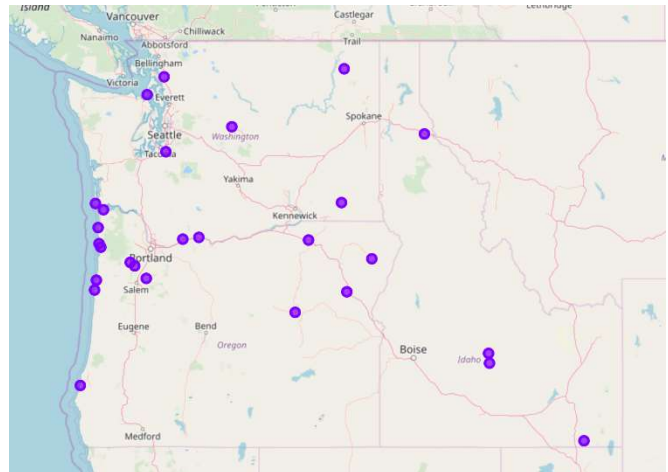 Island
Vancouver
Castlegar
Lethbridge
Nanaimo
Chilliwack
Abbotsford
Trail
Bellingham
Victoria
Everett
Spokane
Seattle
Washington
Tacoma
Yakima
Kennewick
Portland
Salem
Eugene
Bend
Oregon
Boise
Idaho
Medford